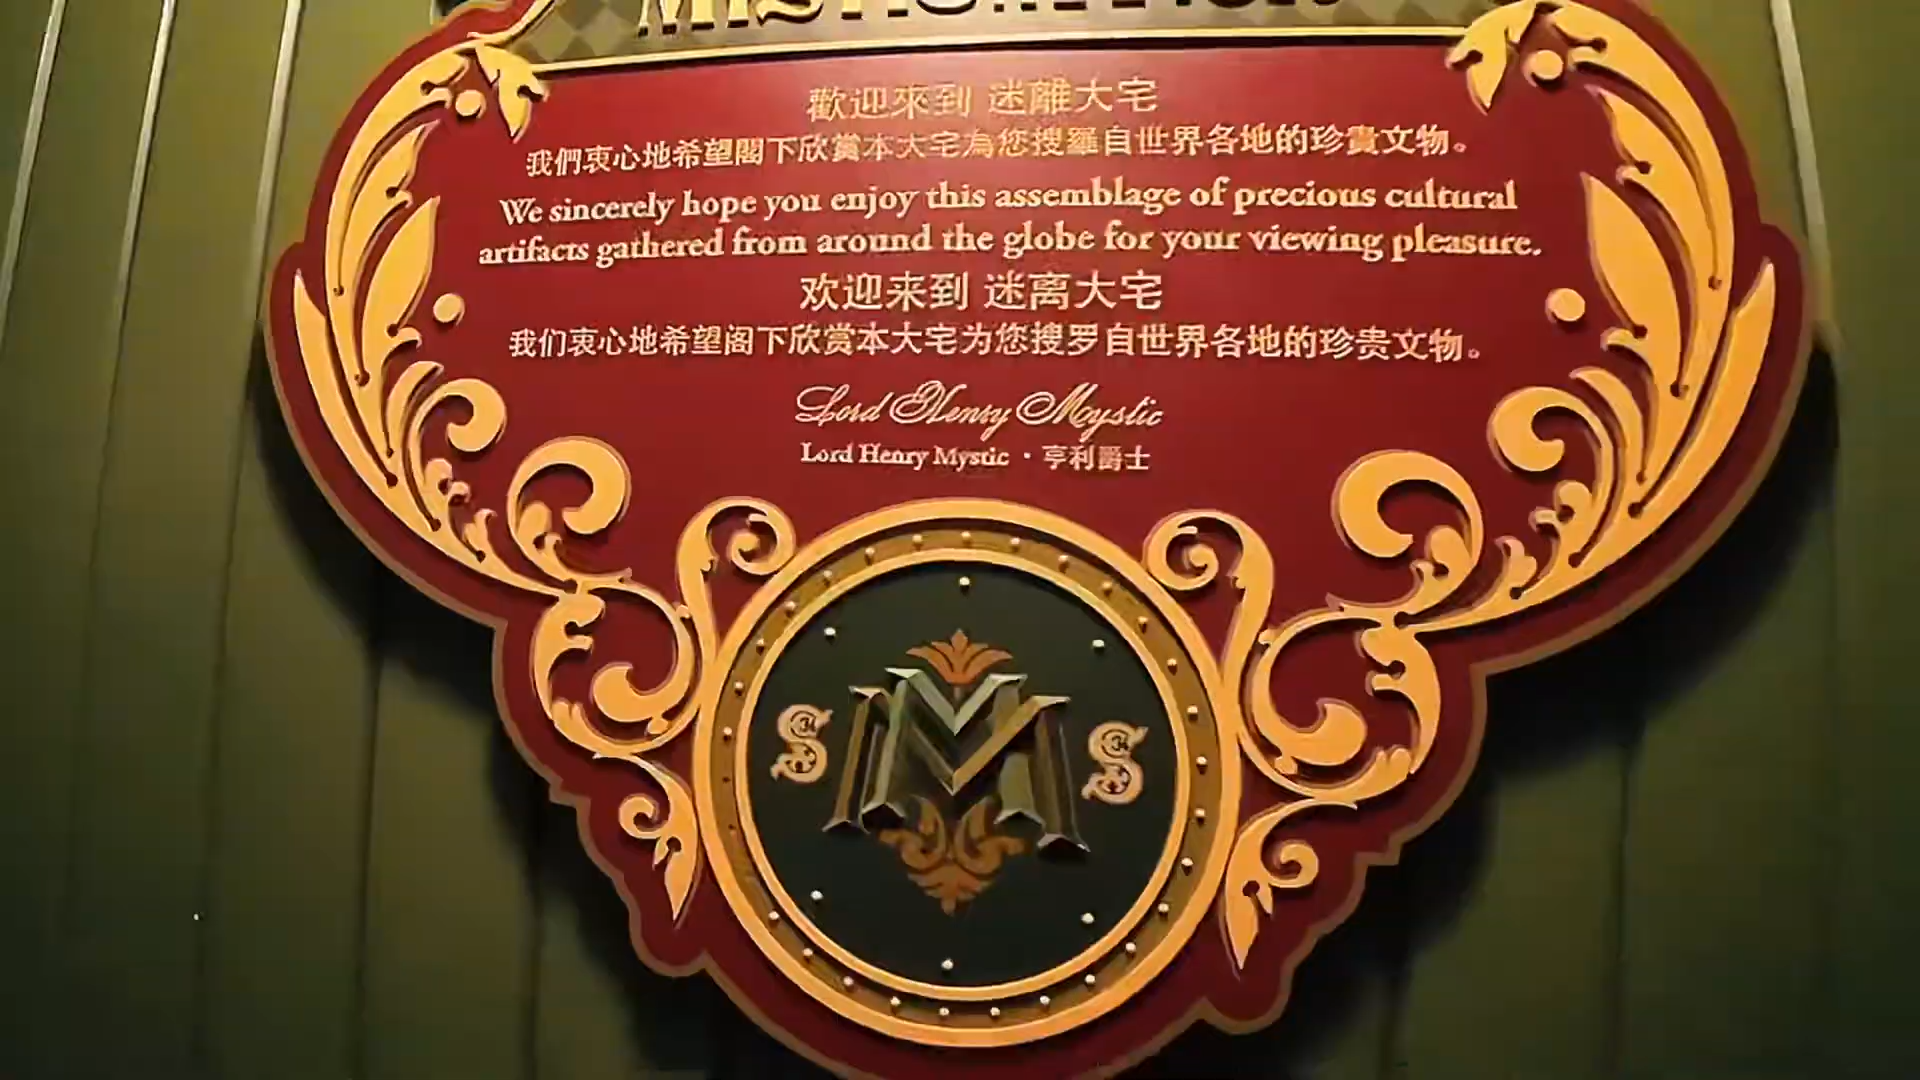 歡迎來到 迷離大宅
我們衷心地希望閣下欣賞本大宅為您搜羅自世界各地的珍貴文物。
We sincerely hope you enjoy this assemblage of precious cultural
artifacts gathered from around the globe for your viewing pleasure.
欢迎来到 迷离大宅
我们衷心地希望阁下欣赏本大宅为您搜罗自世界各地的珍贵文物。
Lord Henry Mystic
Lord Henry Mystic · 亨利爵士
S MM S